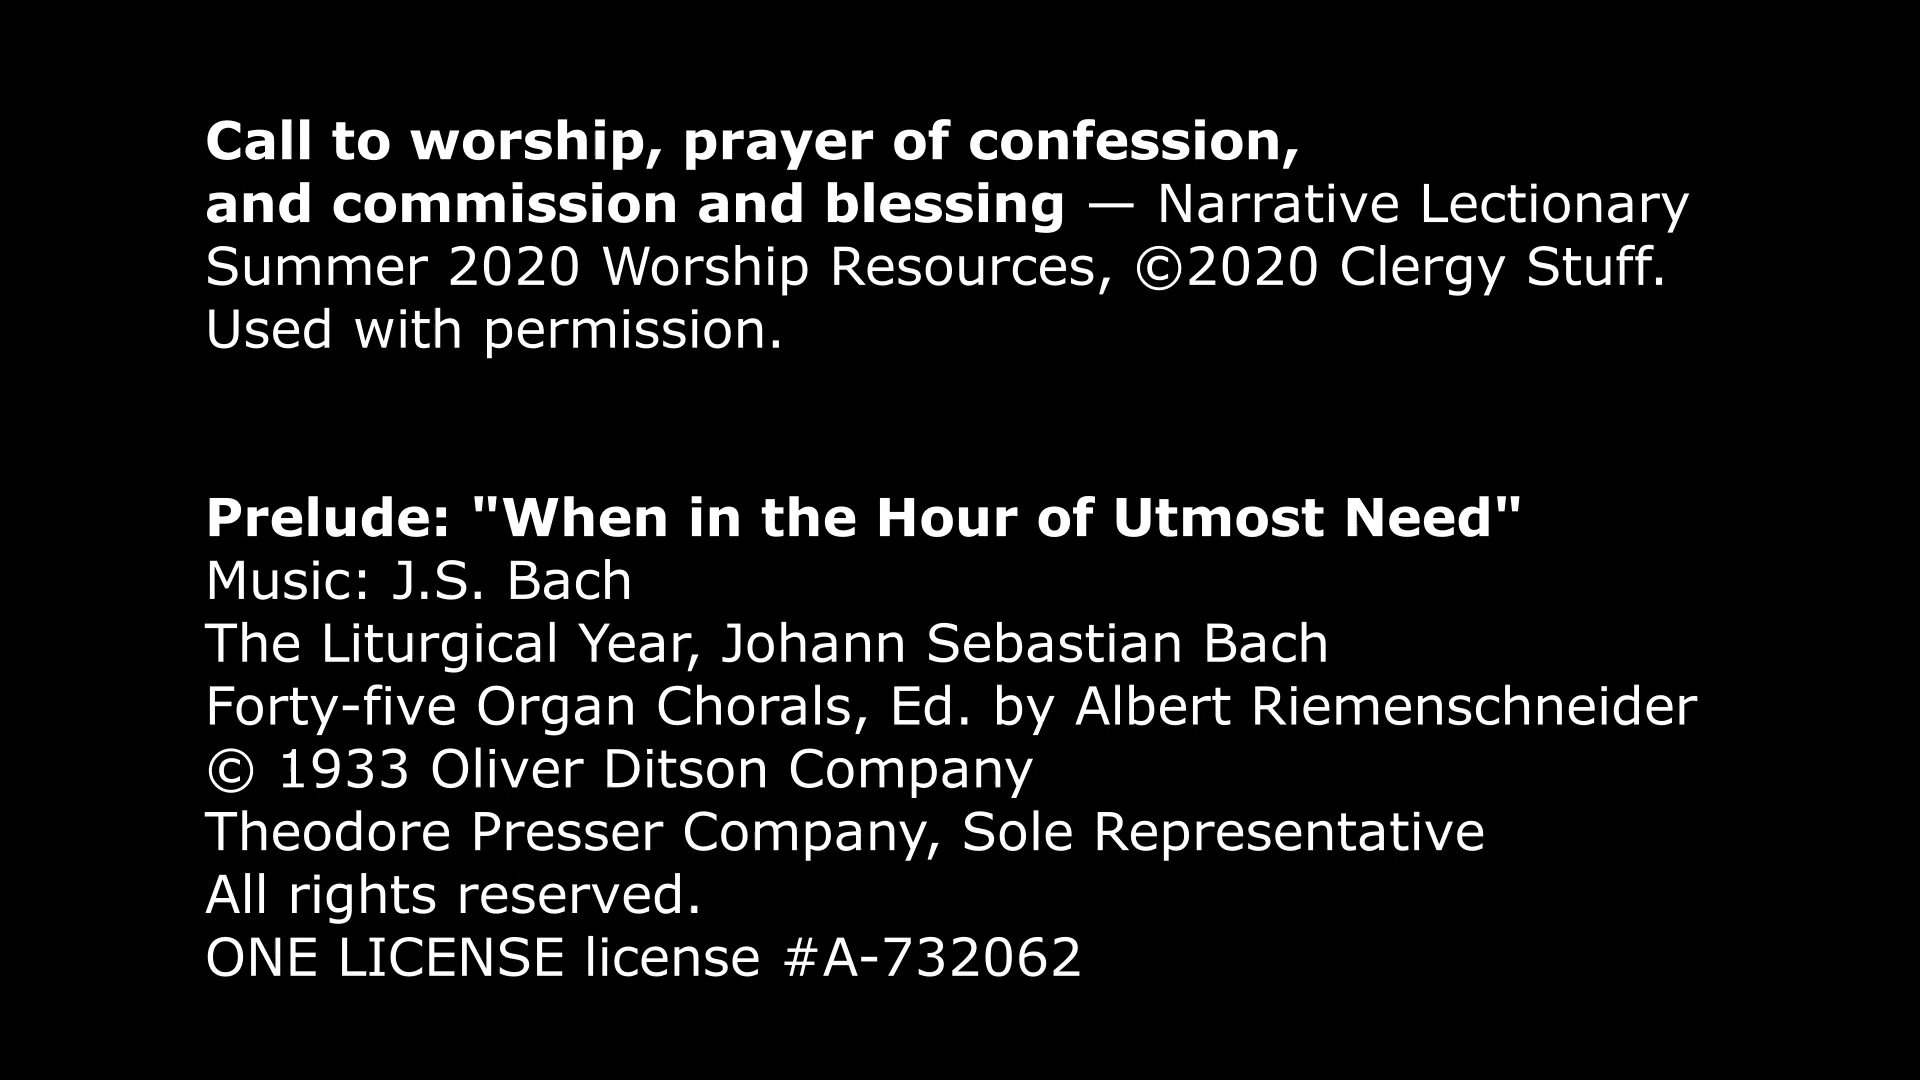 Call to worship, prayer of confession,
and commission and blessing — Narrative Lectionary
Summer 2020 Worship Resources, ©2020 Clergy Stuff.
Used with permission.
Prelude: "When in the Hour of Utmost Need"
Music: J.S. Bach
The Liturgical Year, Johann Sebastian Bach
Forty-five Organ Chorals, Ed. by Albert Riemenschneider
© 1933 Oliver Ditson Company
Theodore Presser Company, Sole Representative
All rights reserved.
ONE LICENSE license #A-732062